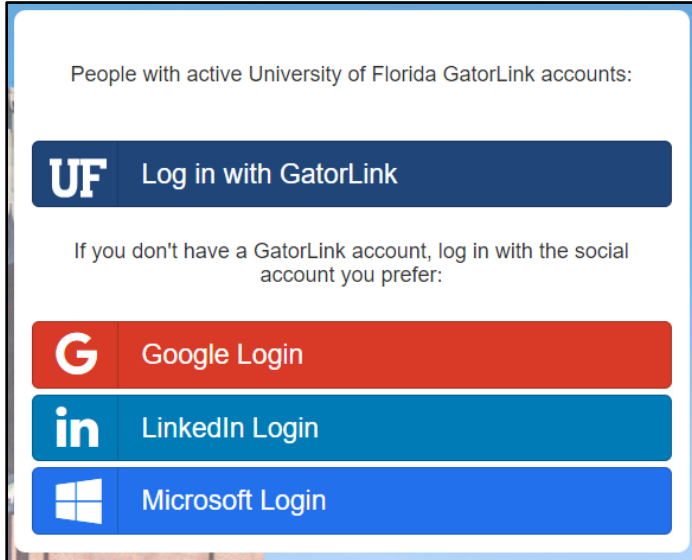 People with active University of Florida GatorLink accounts:
UF Log in with GatorLink
If you don't have a GatorLink account, log in with the social
account you prefer:
G Google Login
in LinkedIn Login
Microsoft Login